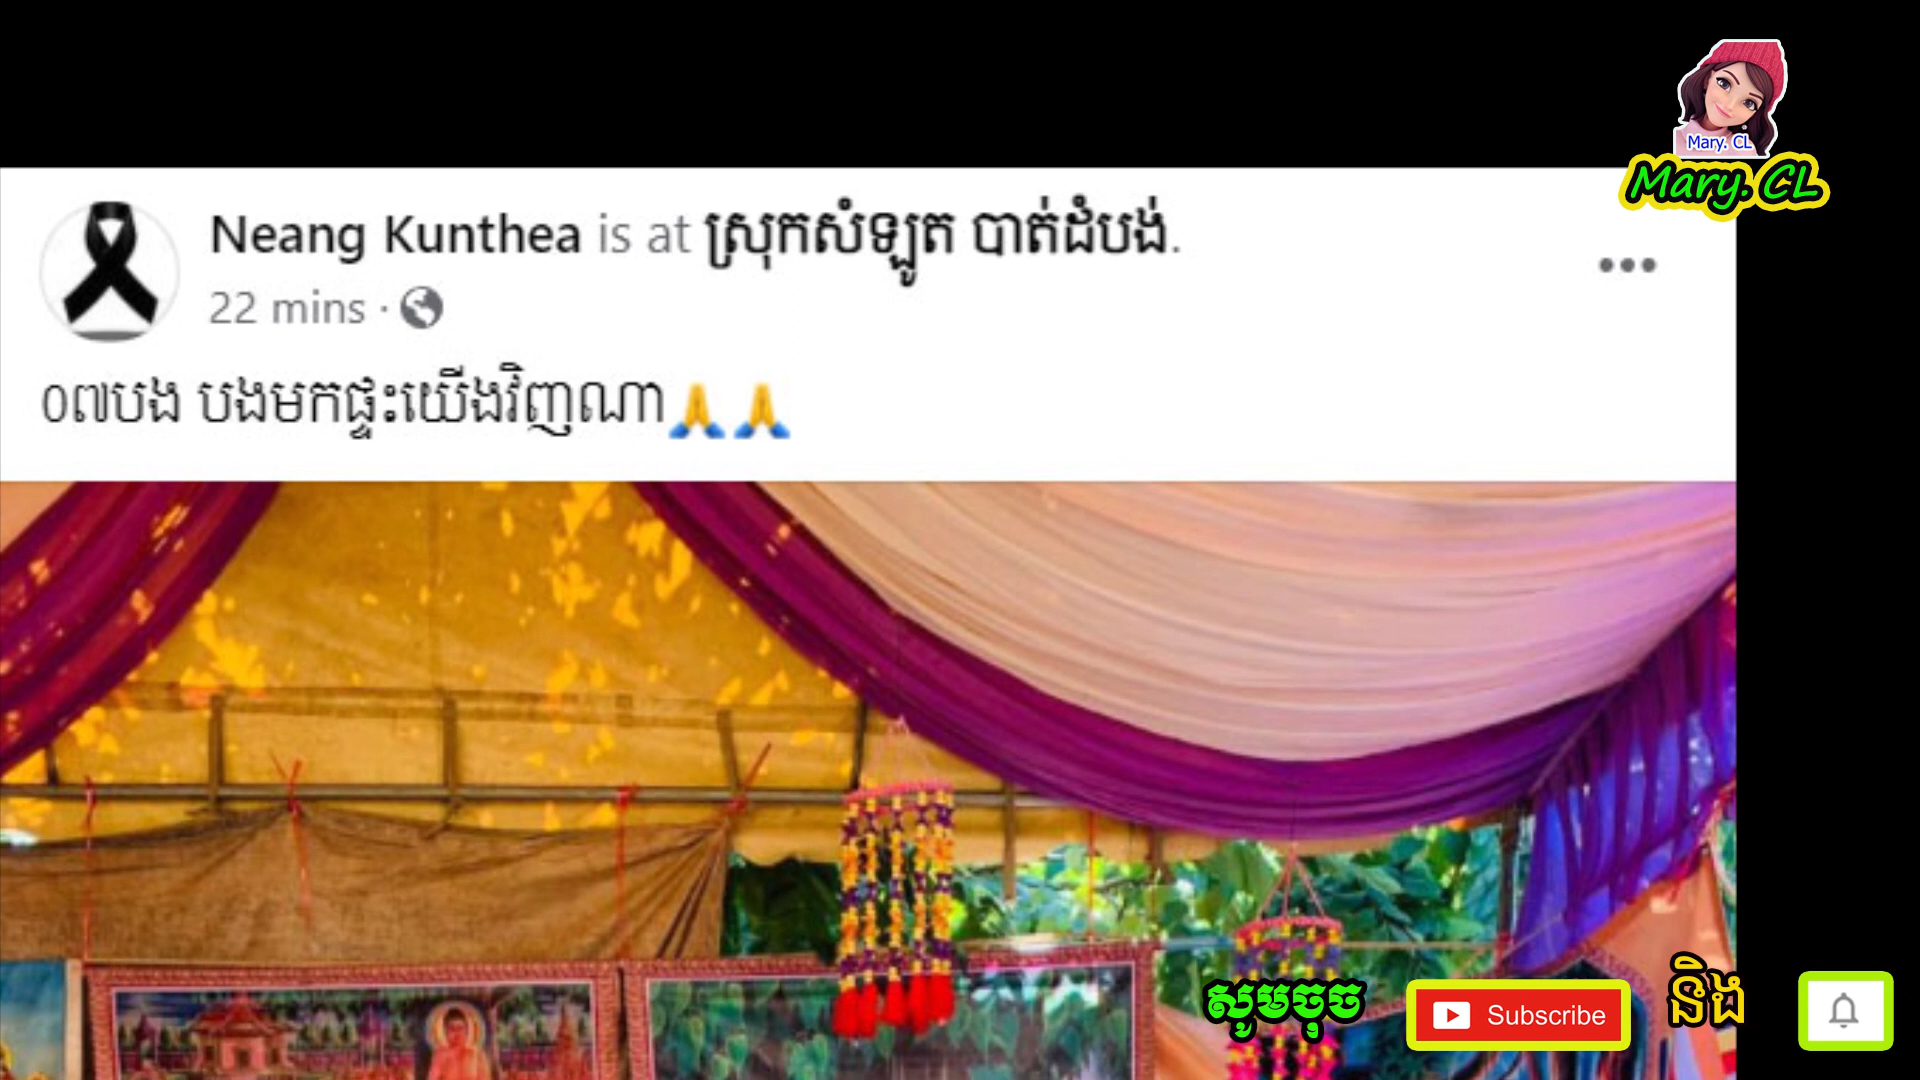 Mary. CL
Mary. CL
Neang Kunthea is at ស្រុកសំឡូត បាត់ដំបង់.
22 mins ·
០៧បង បងមកផ្ទះយើងវិញណា🙏🙏
សូមចុច Subscribe និង